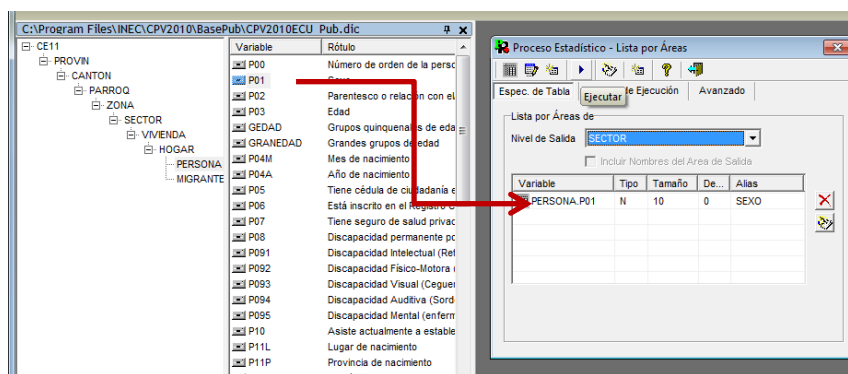 C:\Program Files\INEC\CPV2010\BasePub\CPV2010ECU_Pub.dic
CE11
PROVIN
CANTON
PARROQ
ZONA
SECTOR
VIVIENDA
HOGAR
PERSONA
MIGRANTE
Variable Rótulo
P00 Número de orden de la persc
P01
P02 Parentesco o relación con el
P03 Edad
GEDAD Grupos quinquenales de eda
GRANEDAD Grandes grupos de edad
P04M Mes de nacimiento
P04A Año de nacimiento
P05 Tiene cédula de ciudadanía e
P06 Está inscrito en el Registro C
P07 Tiene seguro de salud privac
P08 Discapacidad permanente po
P091 Discapacidad Intelectual (Ret
P092 Discapacidad Físico-Motora (
P093 Discapacidad Visual (Ceguer
P094 Discapacidad Auditiva (Sord
P095 Discapacidad Mental (enferm
P10 Asiste actualmente a estable
P11L Lugar de nacimiento
P11P Provincia de nacimiento
Proceso Estadístico - Lista por Áreas
Espec. de Tabla de Ejecución Avanzado
Ejecutar
Lista por Áreas de
Nivel de Salida SECTOR
Incluir Nombres del Area de Salida
Variable Tipo Tamaño De... Alias
PERSONA.P01 N 10 0 SEXO